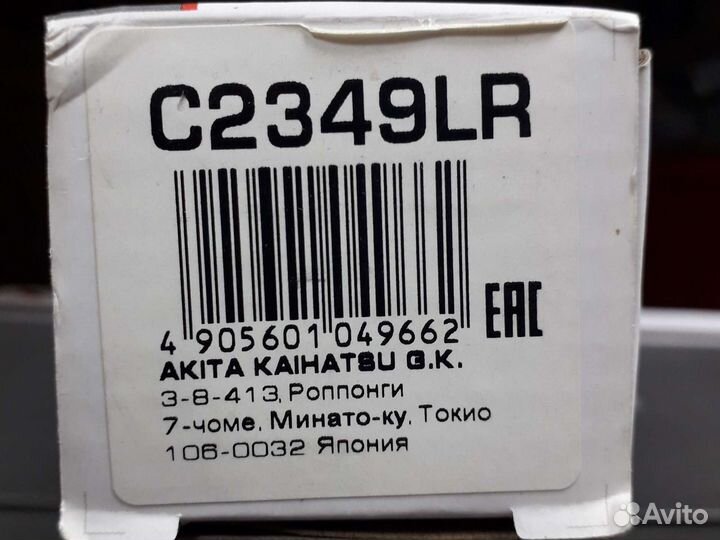 C2349LR
4 905601 049662
EAC
AKITA KAIHATSU G.K.
3-8-413, Роппонги
7-чоме, Минато-ку, Токио
106-0032 Япония
Avito